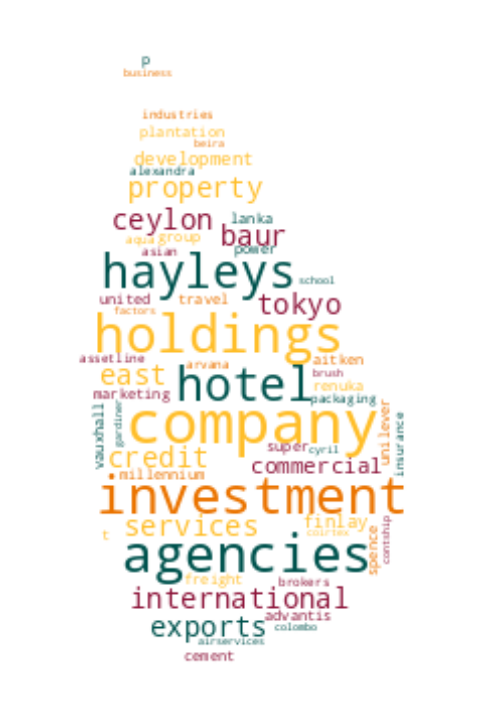 p
business
industries
plantation
beira
development
alexandra
property
ceylon lanka
baur
aqua group
asian power
hayleys school
united travel tokyo
factors
holdings
assetline arvana aitken
east hotel brush
renuka
marketing packaging
vauxhall gardiner company unilever insurance
super cyril
credit commercial
millennium
investment
services finlay
t coirtex
spence contship
agencies
freight brokers
international
advantis
exports colombo
airservices
cement